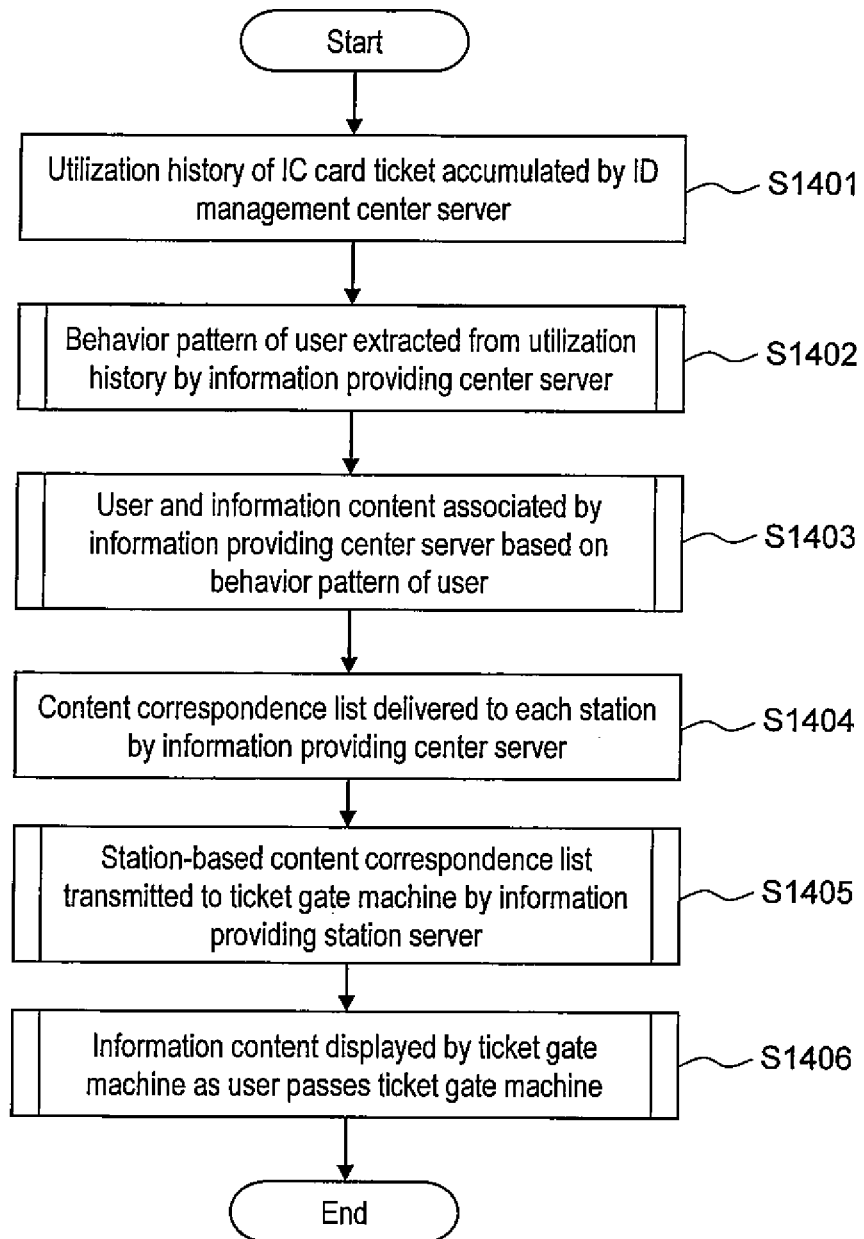 Start
Utilization history of IC card ticket accumulated by ID
management center server
S1401
Behavior pattern of user extracted from utilization
history by information providing center server
S1402
User and information content associated by
information providing center server based on
behavior pattern of user
S1403
Content correspondence list delivered to each station
by information providing center server
S1404
Station-based content correspondence list
transmitted to ticket gate machine by information
providing station server
S1405
Information content displayed by ticket gate
machine as user passes ticket gate machine
S1406
End